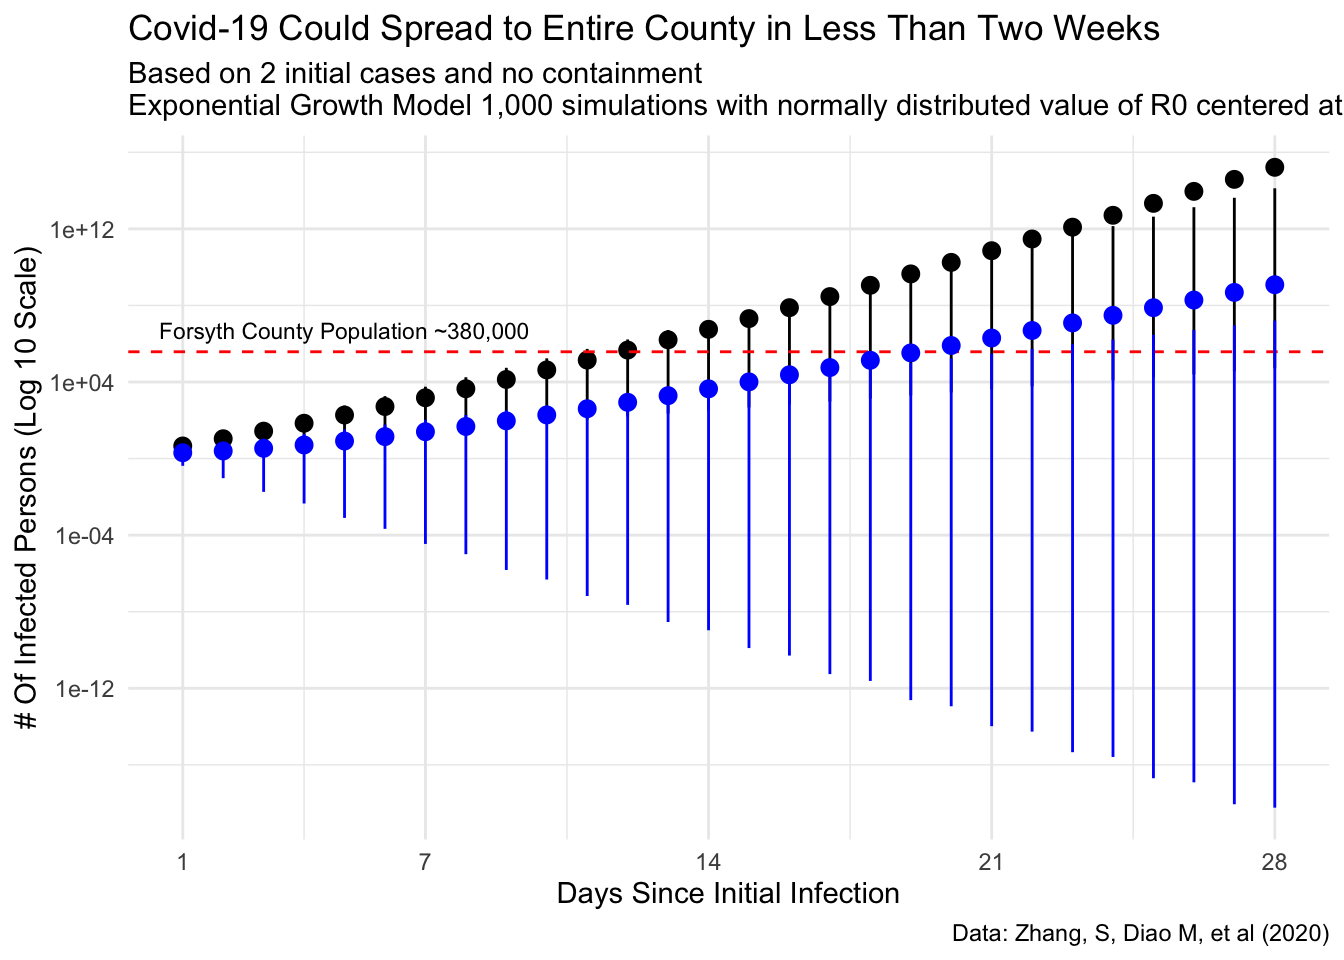 Covid-19 Could Spread to Entire County in Less Than Two Weeks
Based on 2 initial cases and no containment
Exponential Growth Model 1,000 simulations with normally distributed value of R0 centered at
# Of Infected Persons (Log 10 Scale)
1e+12
1e+04
1e-04
1e-12
Forsyth County Population ~380,000
1 7 14 21 28
Days Since Initial Infection
Data: Zhang, S, Diao M, et al (2020)